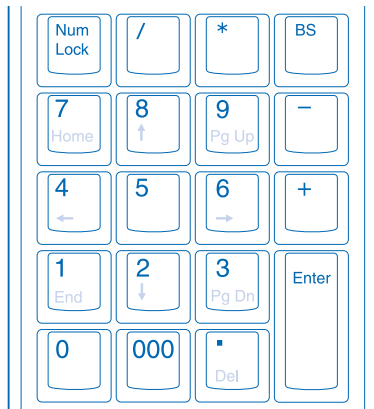 Num
Lock
/
*
BS
7
Home
8
↑
9
Pg Up
−
4
←
5
6
→
+
1
End
2
↓
3
Pg Dn
Enter
0
000
.
Del